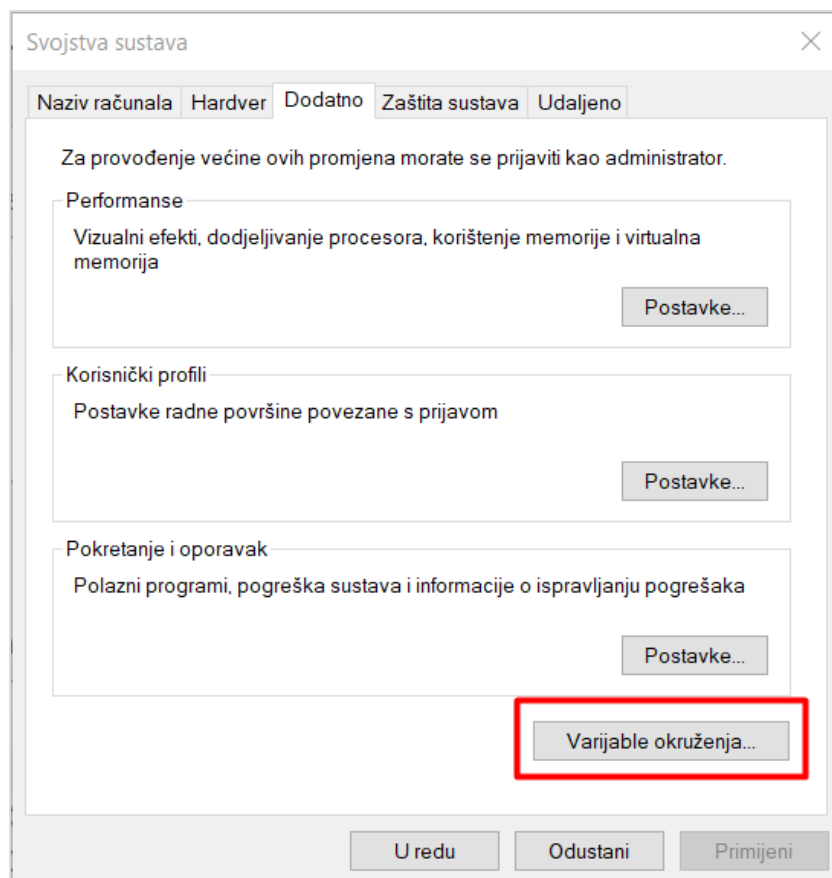 Svojstva sustava
Naziv računala
Hardver
Dodatno
Zaštita sustava
Udaljeno
Za provođenje većine ovih promjena morate se prijaviti kao administrator.
Performanse
Vizualni efekti, dodjeljivanje procesora, korištenje memorije i virtualna
memorija
Postavke...
Korisnički profili
Postavke radne površine povezane s prijavom
Postavke...
Pokretanje i oporavak
Polazni programi, pogreška sustava i informacije o ispravljanju pogrešaka
Postavke...
Varijable okruženja...
U redu
Odustani
Primijeni